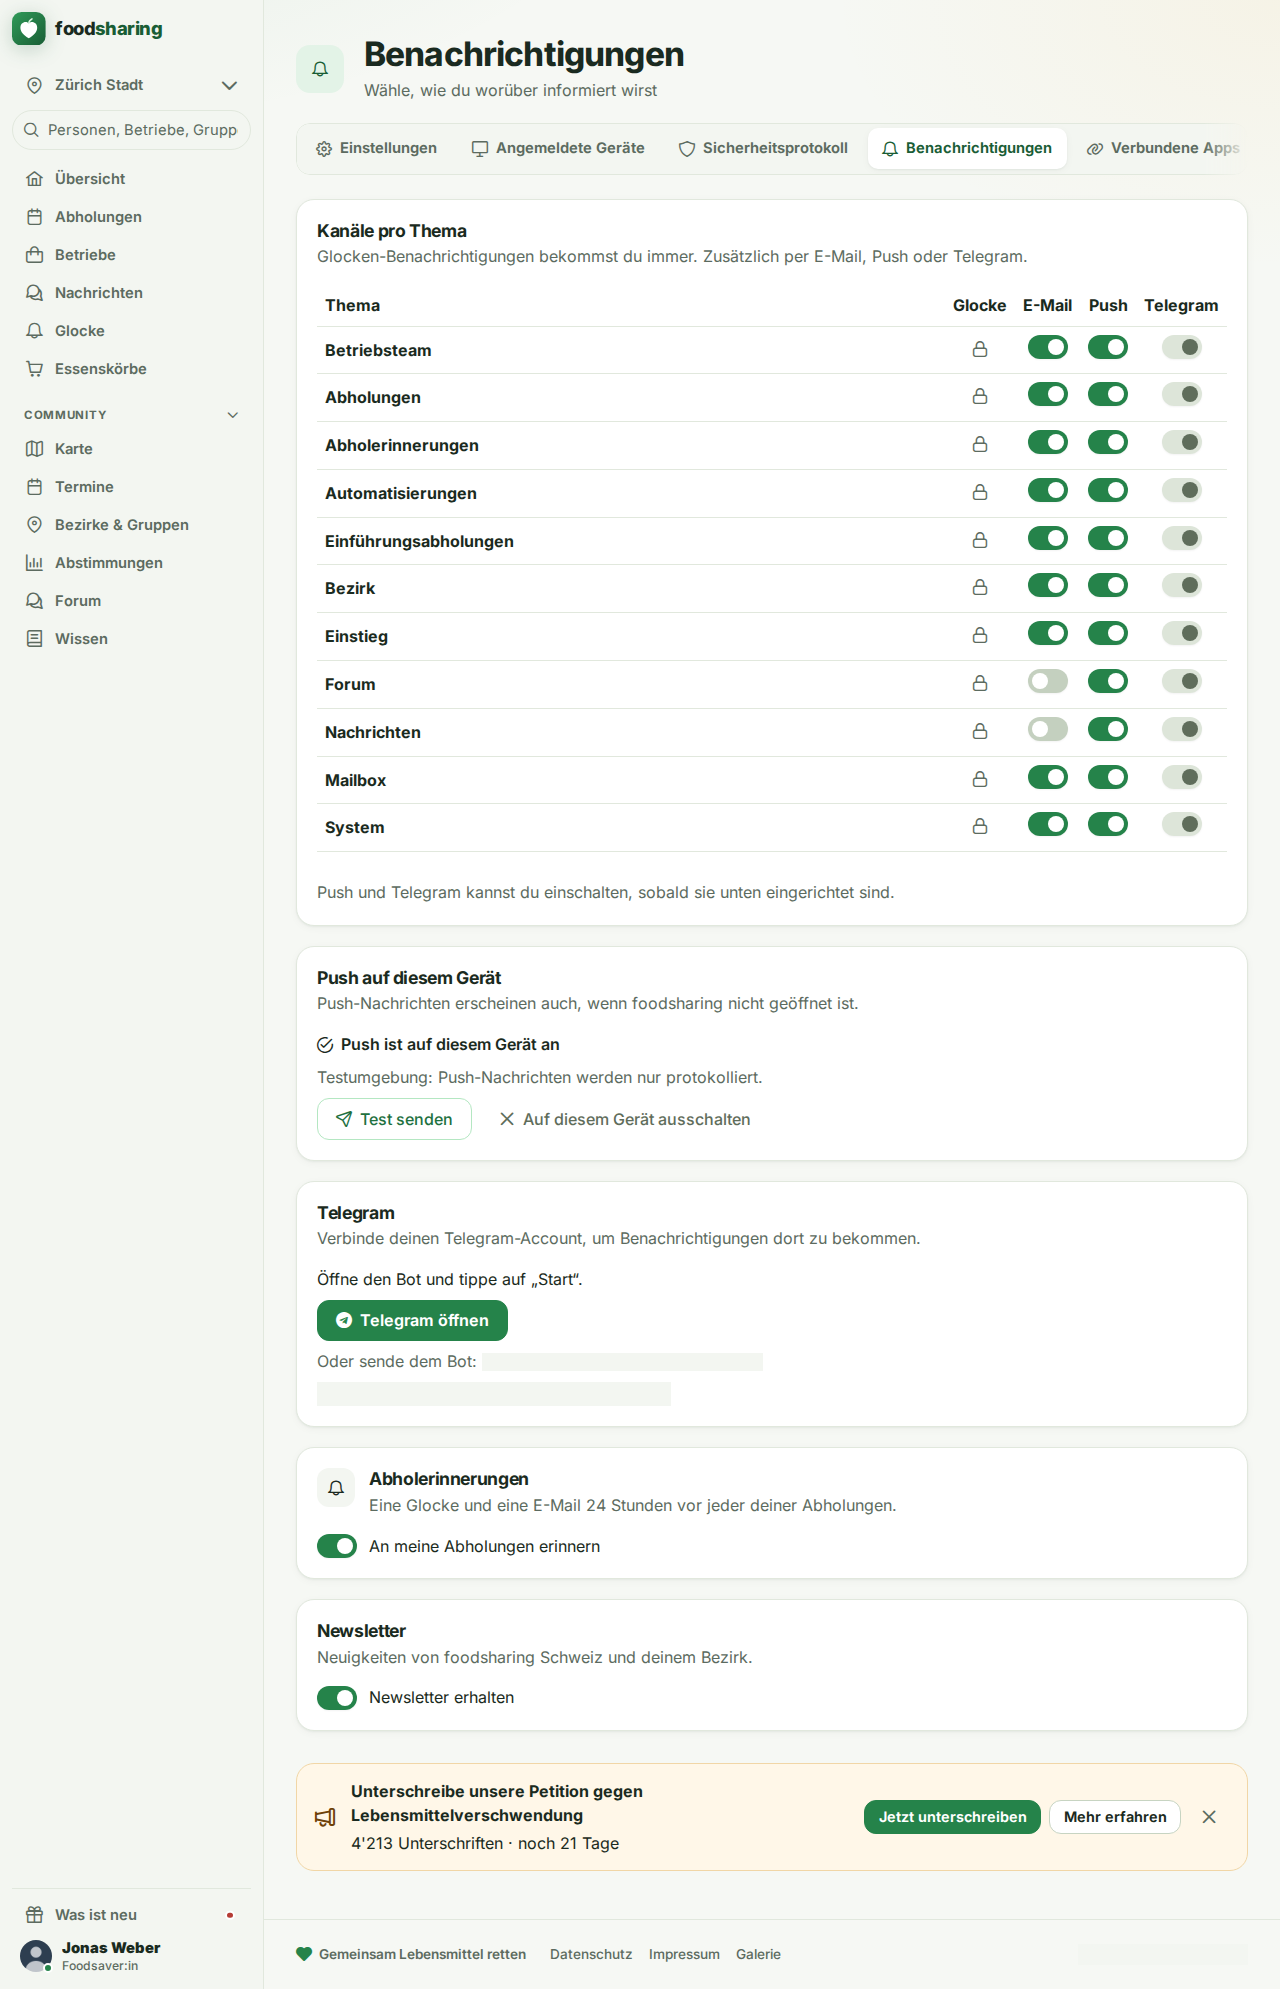 foodsharing
Zürich Stadt
Personen, Betriebe, Grupp
Übersicht
Abholungen
Betriebe
Nachrichten
Glocke
Essenskörbe
COMMUNITY
Karte
Termine
Bezirke & Gruppen
Abstimmungen
Forum
Wissen
Was ist neu
Jonas Weber
Foodsaver:in
Benachrichtigungen
Wähle, wie du worüber informiert wirst
Einstellungen Angemeldete Geräte Sicherheitsprotokoll Benachrichtigungen Verbundene Apps
Kanäle pro Thema
Glocken-Benachrichtigungen bekommst du immer. Zusätzlich per E-Mail, Push oder Telegram.
Thema Glocke E-Mail Push Telegram
Betriebsteam
Abholungen
Abholerinnerungen
Automatisierungen
Einführungsabholungen
Bezirk
Einstieg
Forum
Nachrichten
Mailbox
System
Push und Telegram kannst du einschalten, sobald sie unten eingerichtet sind.
Push auf diesem Gerät
Push-Nachrichten erscheinen auch, wenn foodsharing nicht geöffnet ist.
Push ist auf diesem Gerät an
Testumgebung: Push-Nachrichten werden nur protokolliert.
Test senden Auf diesem Gerät ausschalten
Telegram
Verbinde deinen Telegram-Account, um Benachrichtigungen dort zu bekommen.
Öffne den Bot und tippe auf „Start“.
Telegram öffnen
Oder sende dem Bot:
Abholerinnerungen
Eine Glocke und eine E-Mail 24 Stunden vor jeder deiner Abholungen.
An meine Abholungen erinnern
Newsletter
Neuigkeiten von foodsharing Schweiz und deinem Bezirk.
Newsletter erhalten
Unterschreibe unsere Petition gegen
Lebensmittelverschwendung
4'213 Unterschriften · noch 21 Tage
Jetzt unterschreiben Mehr erfahren
Gemeinsam Lebensmittel retten Datenschutz Impressum Galerie